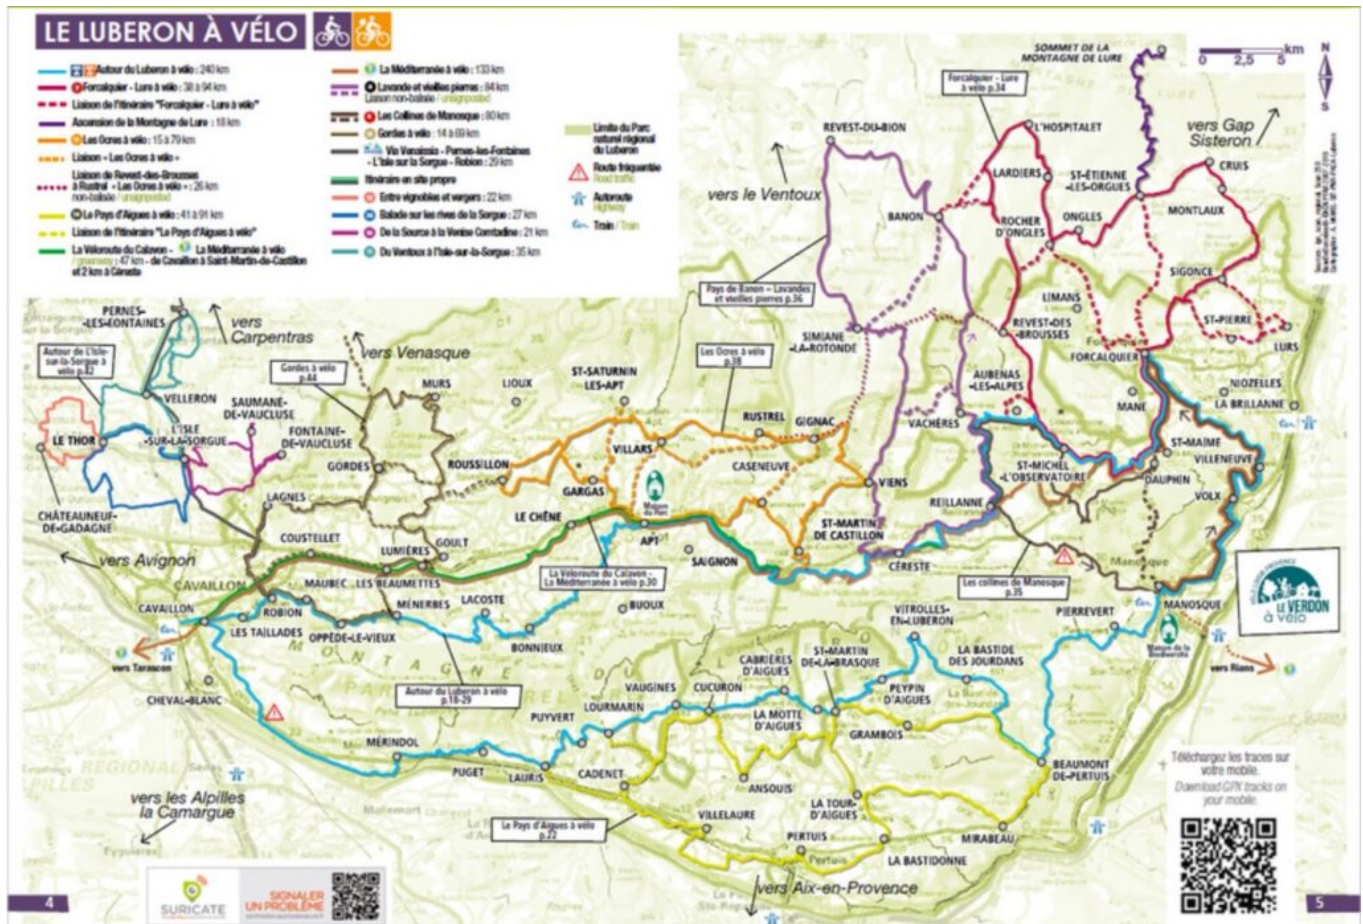 LE LUBERON À VÉLO
Autour du Luberon à vélo : 240 km
Forcalquier - Lure à vélo : 38 à 94 km
Liaison de l'itinéraire "Forcalquier - Lure à vélo"
Ascension de la Montagne de Lure : 18 km
Les Ocres à vélo : 15 à 79 km
Liaison « Les Ocres à vélo »
Liaison de Revest-des-Brousses
à Rustrel « Les Ocres à vélo » : 26 km
non-balisée / unsignposted
Le Pays d'Aigues à vélo : 41 à 91 km
Liaison de l'itinéraire "Le Pays d'Aigues à vélo"
La Véloroute du Calavon - La Méditerranée à vélo
/ greenway : 47 km - de Cavaillon à Saint-Martin-de-Castillon
et 2 km à Céreste
La Méditerranée à vélo : 133 km
Lavande et vieilles pierres : 84 km
Liaison non-balisée / unsignposted
Les Collines de Manosque : 80 km
Gordes à vélo : 14 à 69 km
Via Venaissia - Pernes-les-Fontaines
- L'Isle sur la Sorgue - Robion : 29 km
Itinéraire en site propre
Entre vignobles et vergers : 22 km
Balade sur les rives de la Sorgue : 27 km
De la Source à la Venise Comtadine : 21 km
Du Ventoux à l'Isle-sur-la-Sorgue : 35 km
Limite du Parc
naturel régional
du Luberon
Route fréquentée
Road traffic
Autoroute
Highway
Train / Train
SOMMET DE LA
MONTAGNE DE LURE
km
0 2,5 5
N
S
Forcalquier - Lure
à vélo p.34
REVEST-DU-BION
L'HOSPITALET
vers Gap
Sisteron
vers le Ventoux
LARDIERS
ST-ÉTIENNE
-LES-ORGUES
CRUIS
BANON
ROCHER
D'ONGLES
ONGLES
MONTLAUX
SIGONCE
Pays de Banon – Lavandes
et vieilles pierres p.36
LIMANS
ST-PIERRE
PERNES-
-LES-FONTAINES
vers
Carpentras
SIMIANE
-LA-ROTONDE
REVEST-DES
-BROUSSES
LURS
FORCALQUIER
Autour de L'Isle-
sur-la-Sorgue à
vélo p.42
vers Venasque
Les Ocres à vélo
p.38
Gordes à vélo
p.44
MURS
LIOUX
ST-SATURNIN
LES-APT
AUBENAS
-LES-ALPES
NIOZELLES
VELLERON
SAUMANE-
DE-VAUCLUSE
MANE
LA BRILLANNE
LE THOR
L'ISLE
-SUR-LA-SORGUE
FONTAINE-
DE-VAUCLUSE
RUSTREL
GIGNAC
VACHÈRES
VILLARS
ST-MAIME
GORDES
ROUSSILLON
CASENEUVE
ST-MICHEL
-L'OBSERVATOIRE
VILLENEUVE
DAUPHIN
GARGAS
Maison
du Parc
VIENS
LAGNES
REILLANNE
VOLX
CHÂTEAUNEUF-
DE-GADAGNE
LE CHÊNE
ST-MARTIN
DE CASTILLON
COUSTELLET
LUMIÈRES
GOULT
APT
vers Avignon
SAIGNON
CÉRESTE
Manosque
CAVAILLON
MAUBEC
LES BEAUMETTES
La Véloroute du Calavon -
La Méditerranée à vélo p.30
Les collines de Manosque
p.35
VÉLO LE VERDON
à vélo
CAVAILLON
ROBION
MÉNERBES
LACOSTE
BUOUX
VITROLLES-
EN-LUBERON
PIERREVERT
MANOSQUE
LES TAILLADES
OPPÈDE-LE-VIEUX
BONNIEUX
Maison de la
Biodiversité
vers Tarascon
vers Rians
MONTAGNE
CHEVAL-BLANC
Autour du Luberon à vélo
p.18-29
CABRIÈRES
D'AIGUES
ST-MARTIN
DE-LA-BRASQUE
LA BASTIDE
DES JOURDANS
VAUGINES
CUCURON
PEYPIN
D'AIGUES
LOURMARIN
PUYVERT
LA MOTTE
D'AIGUES
GRAMBOIS
MÉRINDOL
PUGET
LAURIS
CADENET
BEAUMONT
DE-PERTUIS
Téléchargez les traces sur
votre mobile.
Download GPX tracks on
your mobile.
ANSOUIS
vers les Alpilles
la Camargue
Mallemort
Le Pays d'Aigues à vélo
p.22
VILLELAURE
LA TOUR-
D'AIGUES
MIRABEAU
PERTUIS
Pertuis
LA BASTIDONNE
vers Aix-en-Provence
SURICATE
SIGNALER
UN PROBLÈME
4
5